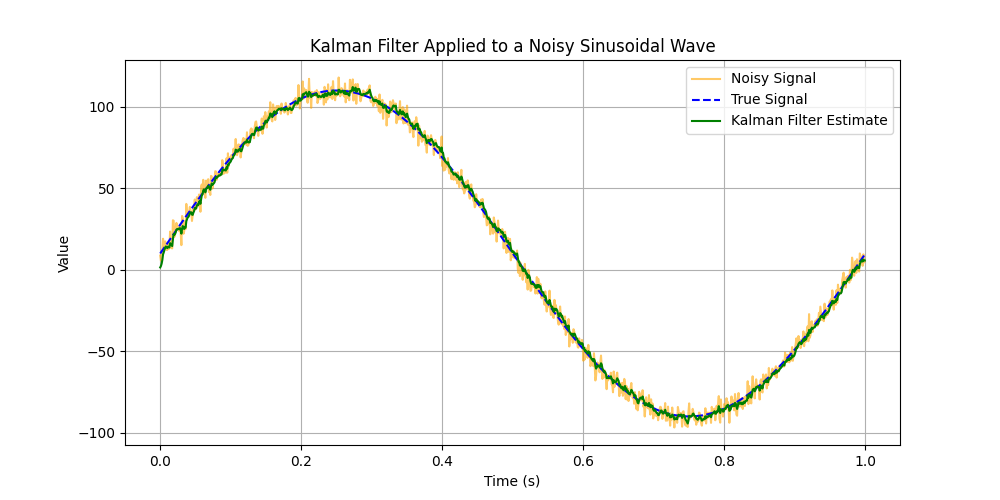 Kalman Filter Applied to a Noisy Sinusoidal Wave
Noisy Signal
True Signal
Kalman Filter Estimate
Value
100
50
0
−50
−100
0.0 0.2 0.4 0.6 0.8 1.0
Time (s)